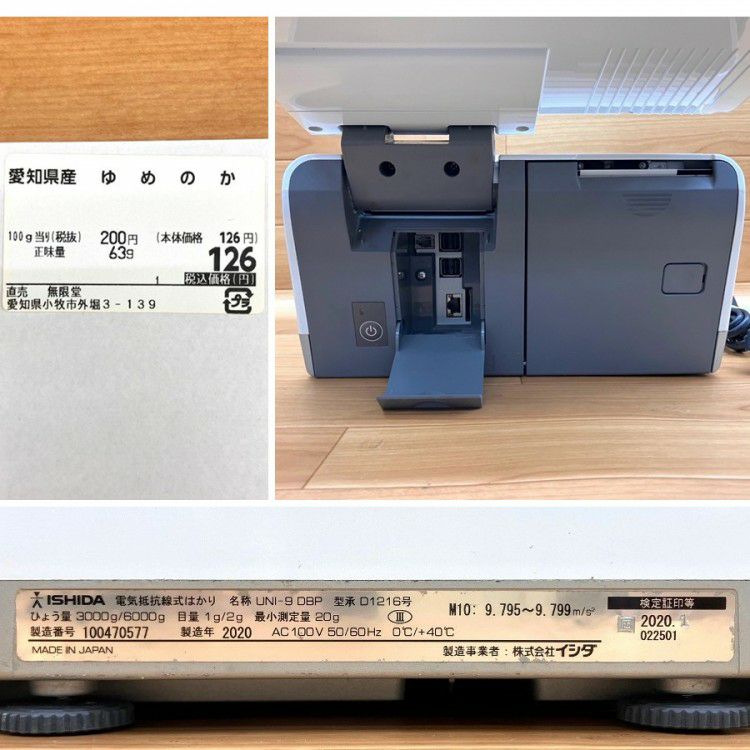 愛知県産 ゆめのか
100g当り(税抜) 200円 (本体価格 126円)
正味量 63g
126
1 税込価格(円)
直売 無限堂
愛知県小牧市外堀3-139
プラ
ISHIDA 電気抵抗線式はかり 名称 UNI-9 DBP 型承 D1216号
ひょう量 3000g/6000g 目量 1g/2g 最小測定量 20g Ⅲ
製造番号 100470577 製造年 2020 AC100V 50/60Hz 0℃/+40℃
MADE IN JAPAN
M10: 9.795~9.799m/s²
製造事業者:株式会社イシダ
検定証印等
2020.1
022501